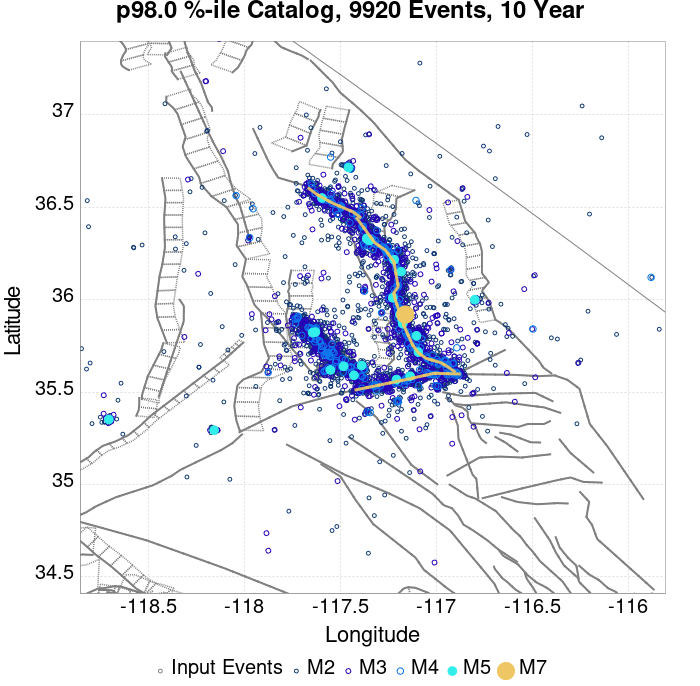 p98.0 %-ile Catalog, 9920 Events, 10 Year
Latitude
37
36.5
36
35.5
35
34.5
-118.5 -118 -117.5 -117 -116.5 -116
Longitude
Input Events M2 M3 M4 M5 M7